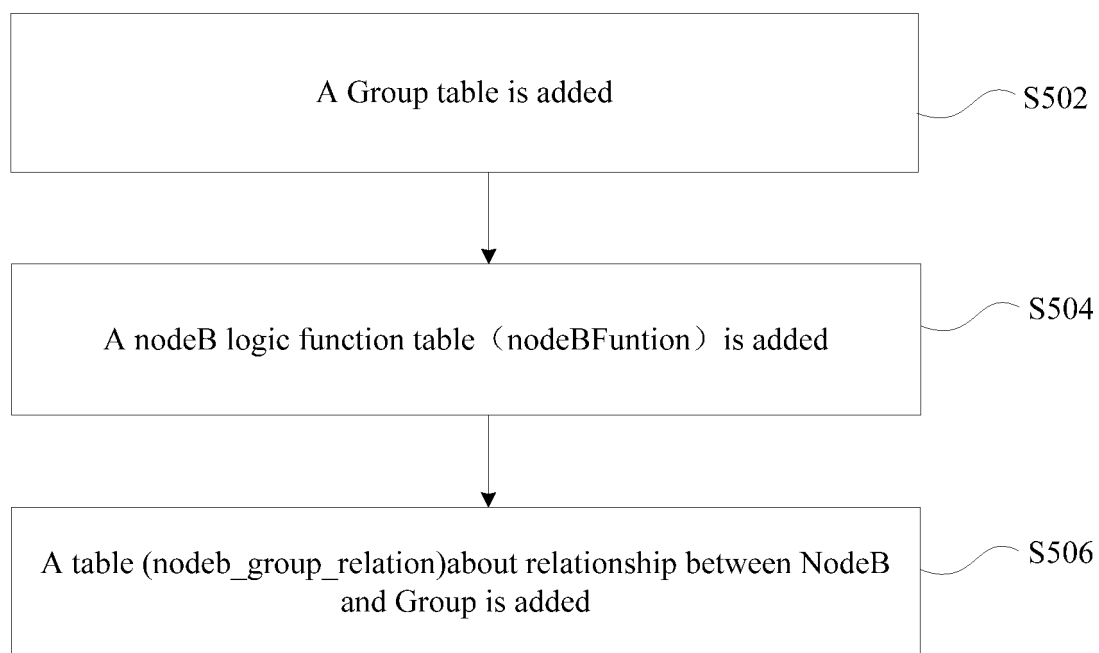 A Group table is added
S502
A nodeB logic function table（nodeBFuntion）is added
S504
A table (nodeb_group_relation)about relationship between NodeB
and Group is added
S506